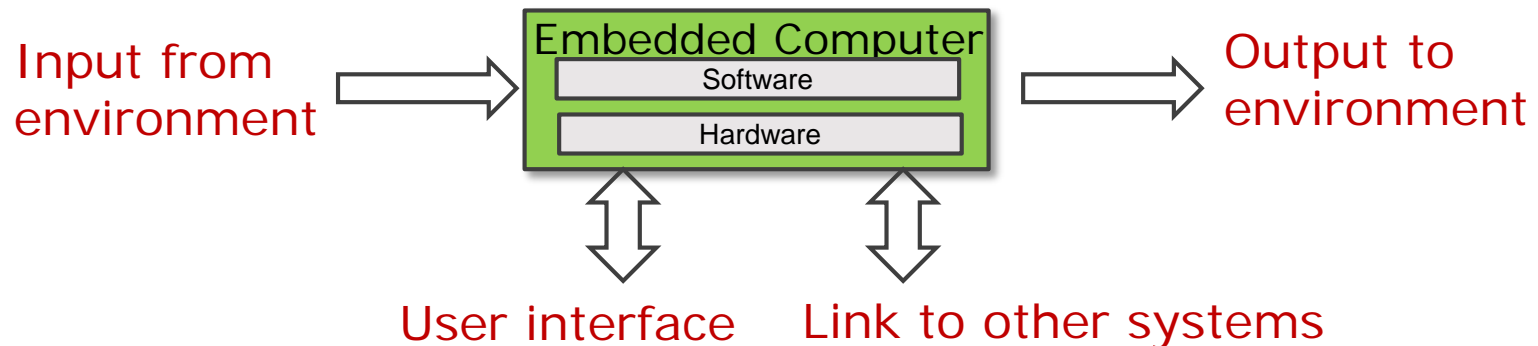 Input from
environment
Embedded Computer
Software
Hardware
Output to
environment
User interface
Link to other systems